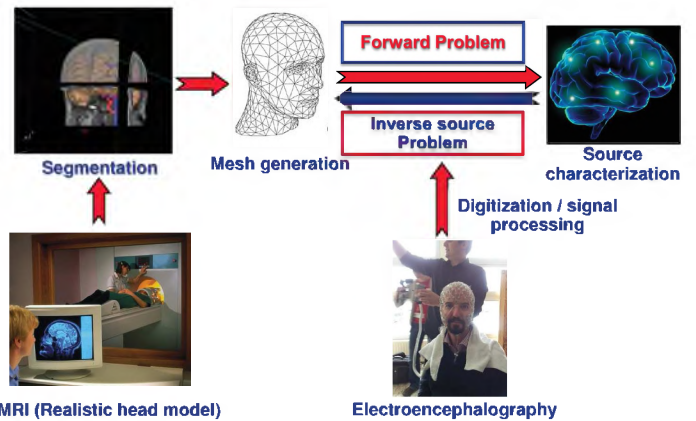 Forward Problem
Inverse source
Problem
Segmentation
Mesh generation
Source
characterization
Digitization / signal
processing
MRI (Realistic head model)
Electroencephalography